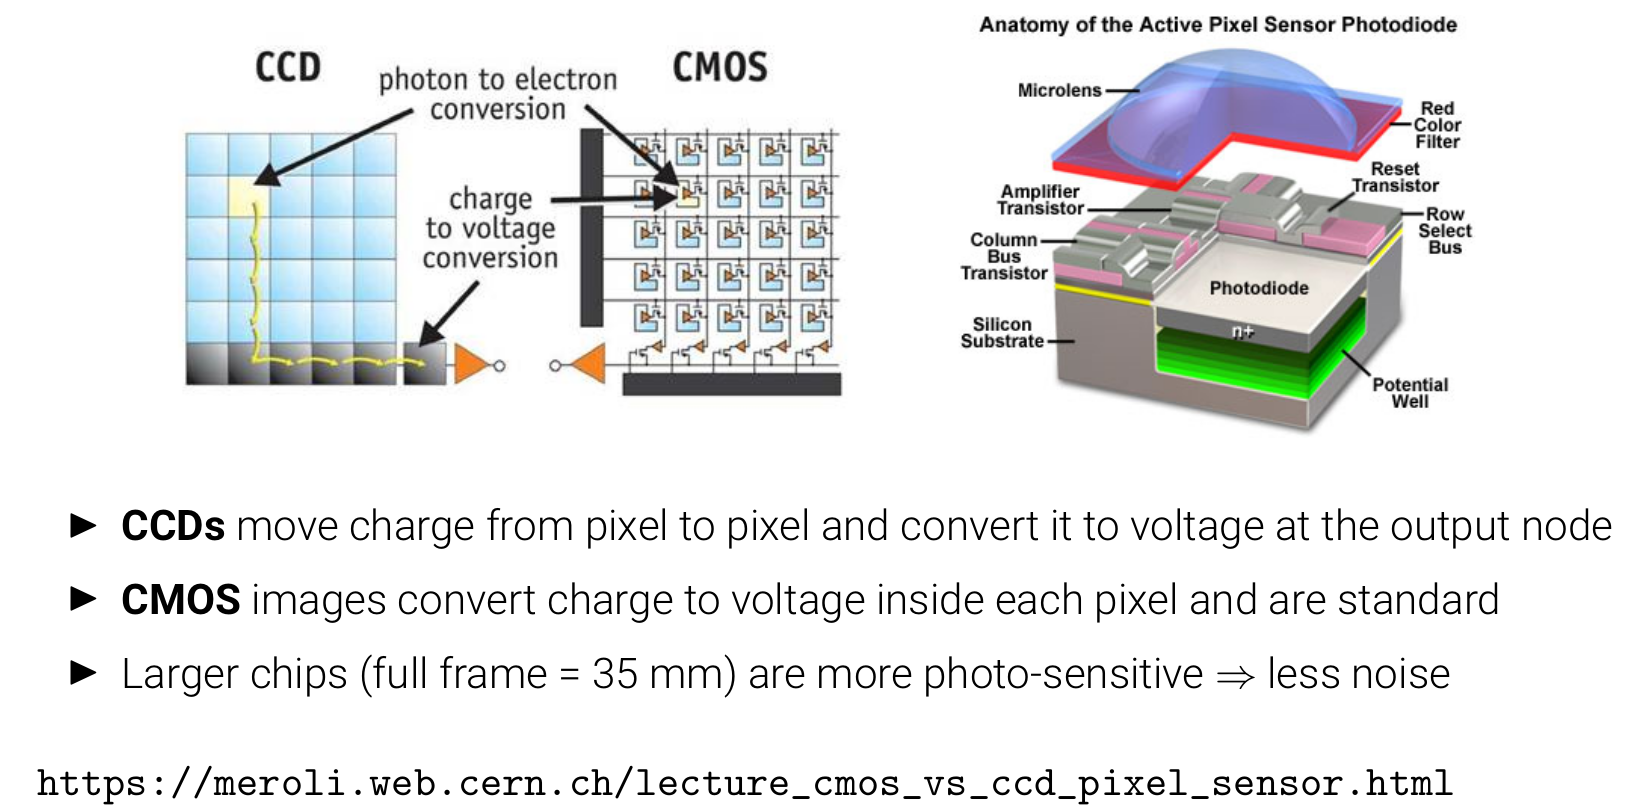 CCD
photon to electron
conversion
CMOS
charge
to voltage
conversion
Anatomy of the Active Pixel Sensor Photodiode
Microlens
Red
Color
Filter
Reset
Transistor
Amplifier
Transistor
Row
Select
Bus
Column
Bus
Transistor
Photodiode
n+
Silicon
Substrate
Potential
Well
► CCDs move charge from pixel to pixel and convert it to voltage at the output node
► CMOS images convert charge to voltage inside each pixel and are standard
► Larger chips (full frame = 35 mm) are more photo-sensitive ⇒ less noise
https://meroli.web.cern.ch/lecture_cmos_vs_ccd_pixel_sensor.html